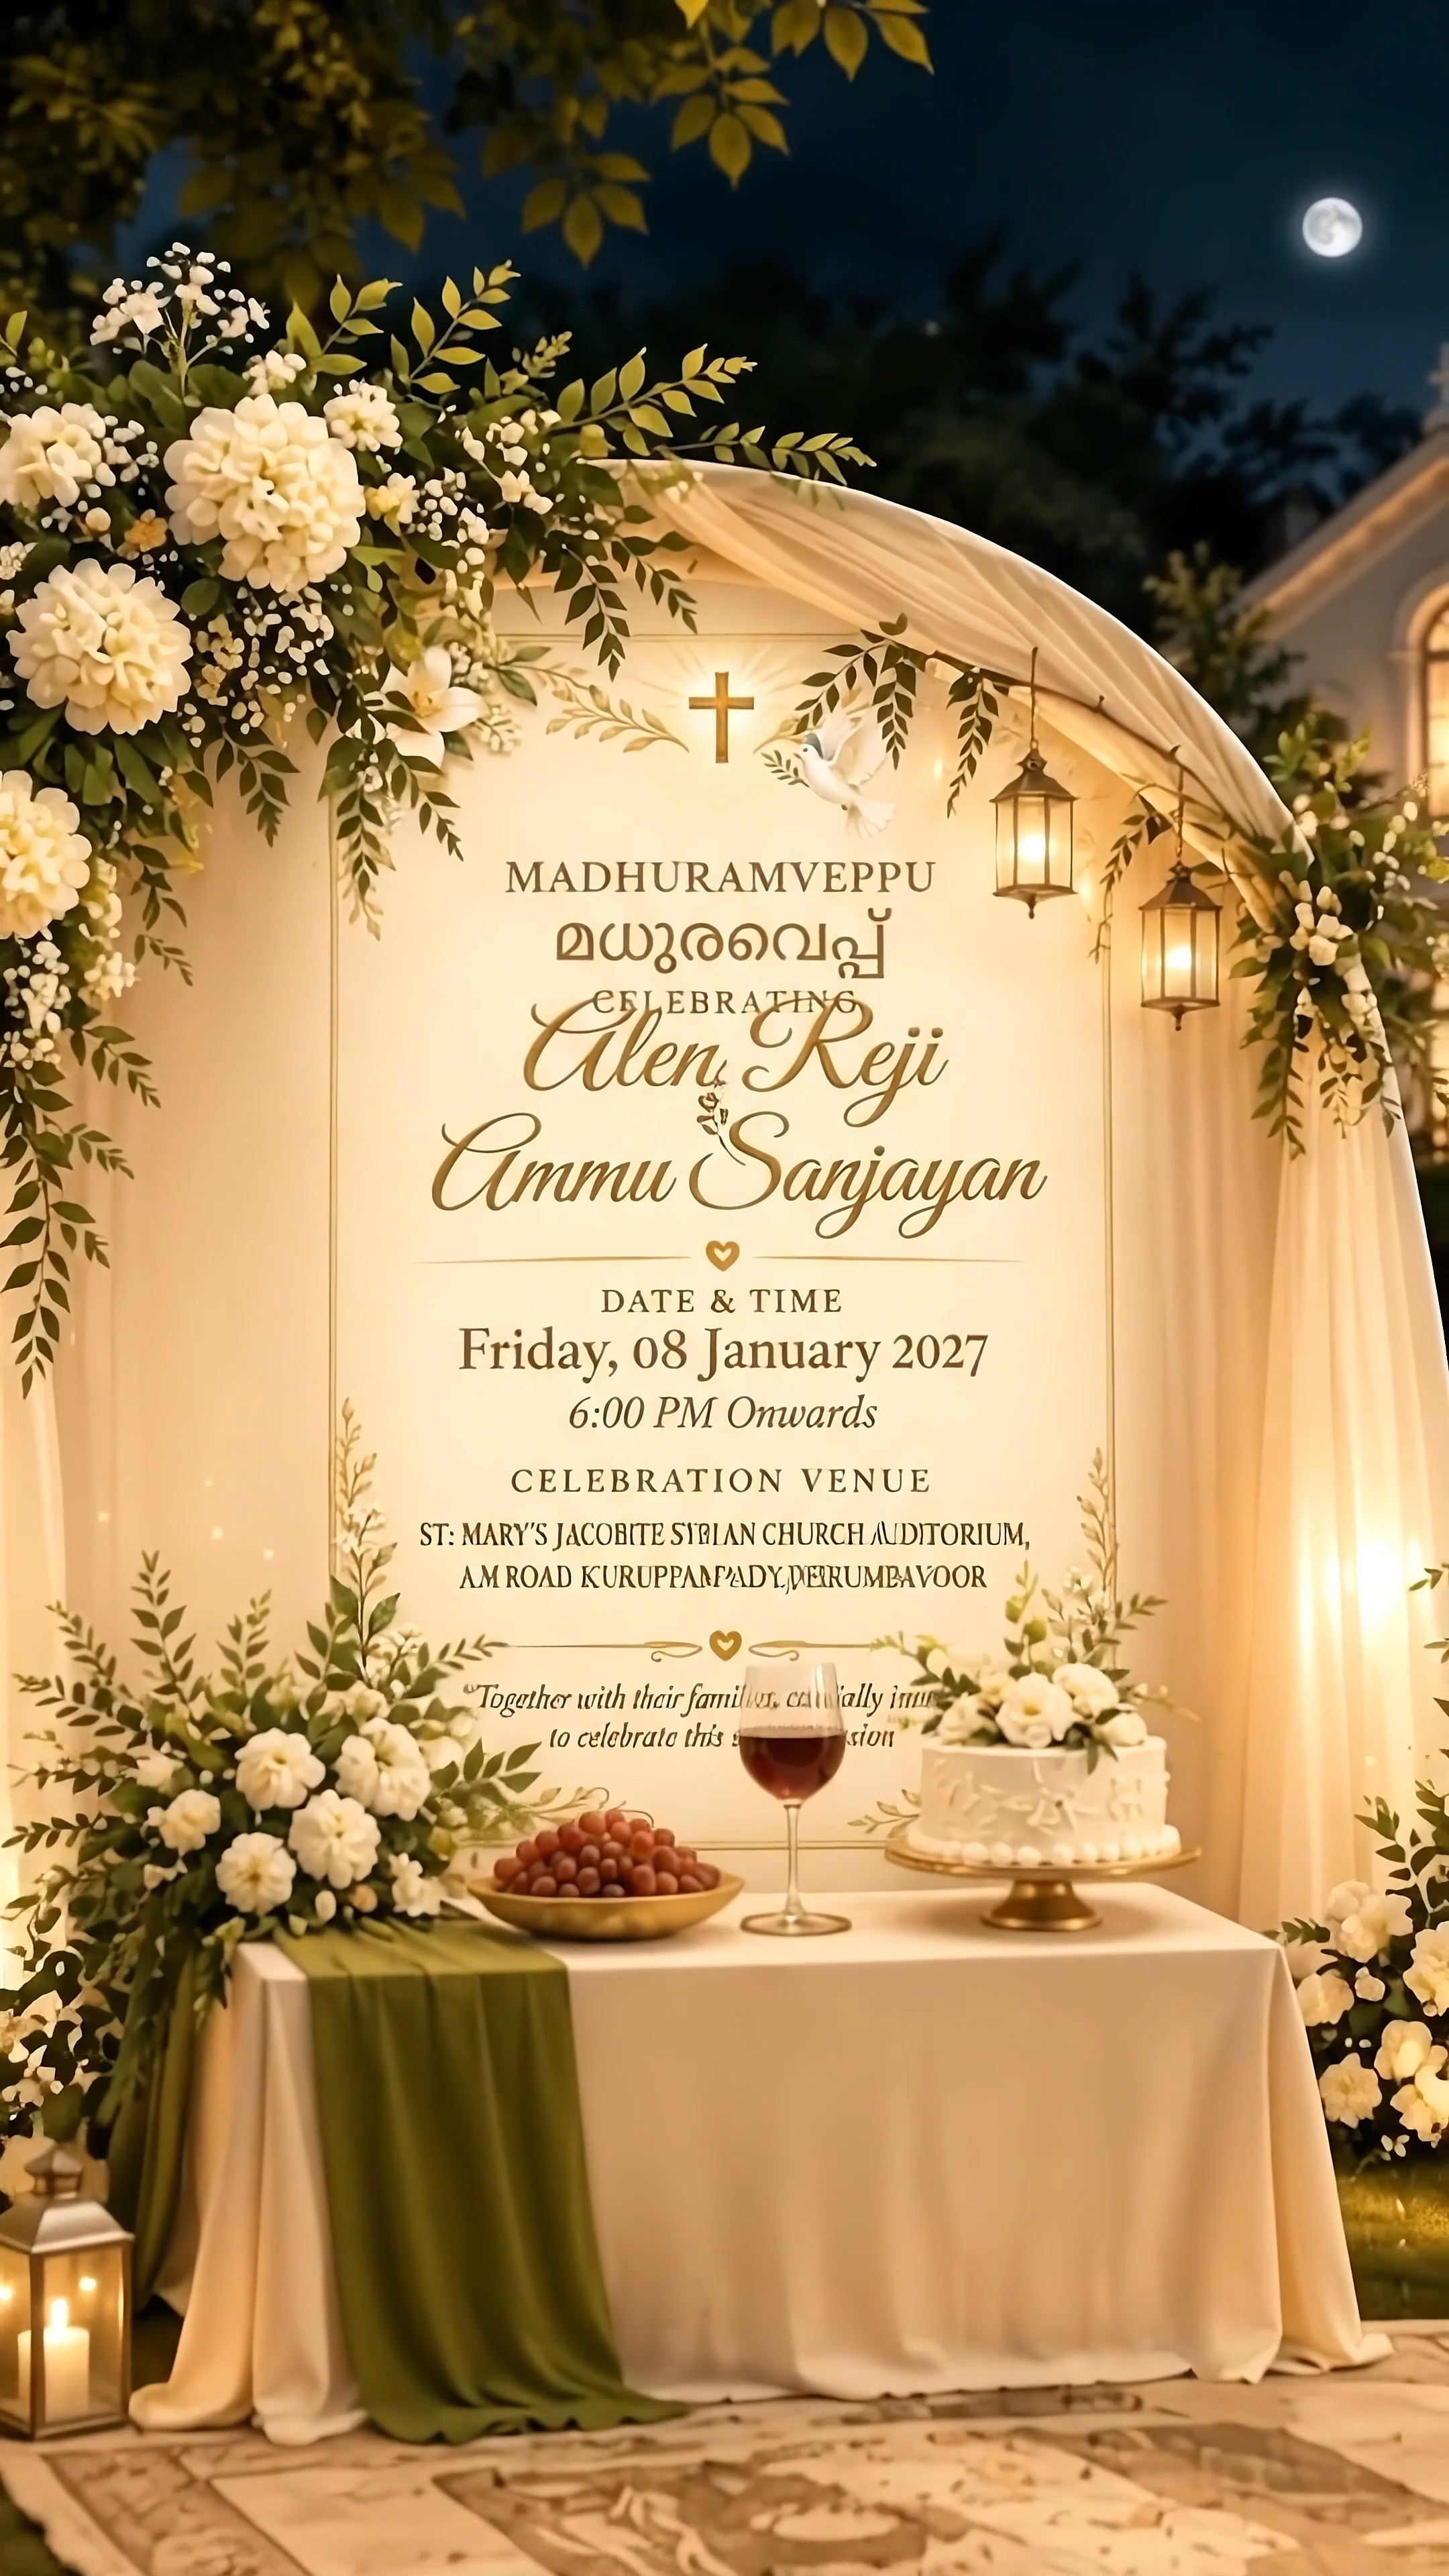 MADHURAMVEPPU
മധുരവെപ്പ്
CELEBRATING
Alen Reji
Ammu Sanjayan
DATE & TIME
Friday, 08 January 2027
6:00 PM Onwards
CELEBRATION VENUE
ST: MARY'S JACOBITE CHURCH AUDITORIUM,
AM ROAD
"Together with their
to celebrate this